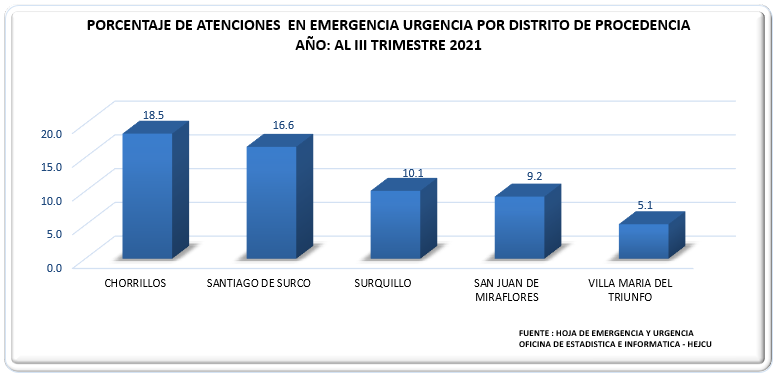 PORCENTAJE DE ATENCIONES EN EMERGENCIA URGENCIA POR DISTRITO DE PROCEDENCIA
AÑO: AL III TRIMESTRE 2021
18.5
16.6
10.1
9.2
5.1
20.0
15.0
10.0
5.0
0.0
CHORRILLOS
SANTIAGO DE SURCO
SURQUILLO
SAN JUAN DE
MIRAFLORES
VILLA MARIA DEL
TRIUNFO
FUENTE : HOJA DE EMERGENCIA Y URGENCIA
OFICINA DE ESTADISTICA E INFORMATICA - HEJCU